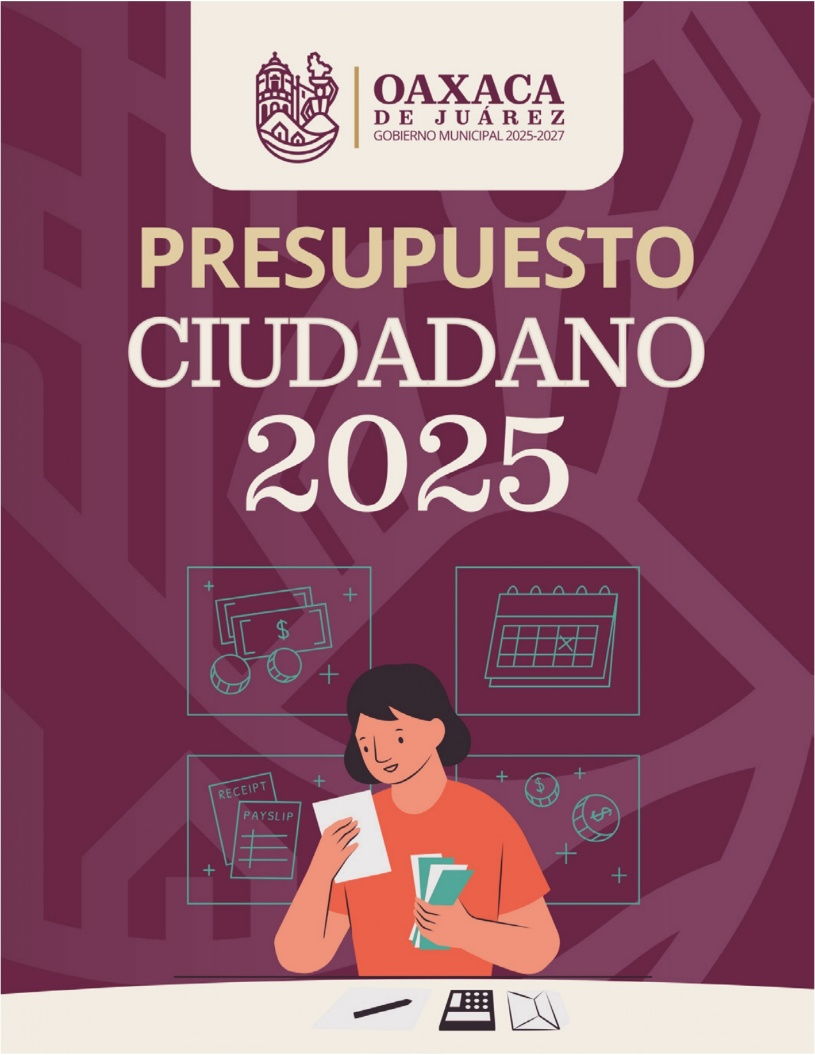 OAXACA
DE JUÁREZ
GOBIERNO MUNICIPAL 2025-2027
PRESUPUESTO
CIUDADANO
2025
$
RECEIPT
PAYSLIP
$
$